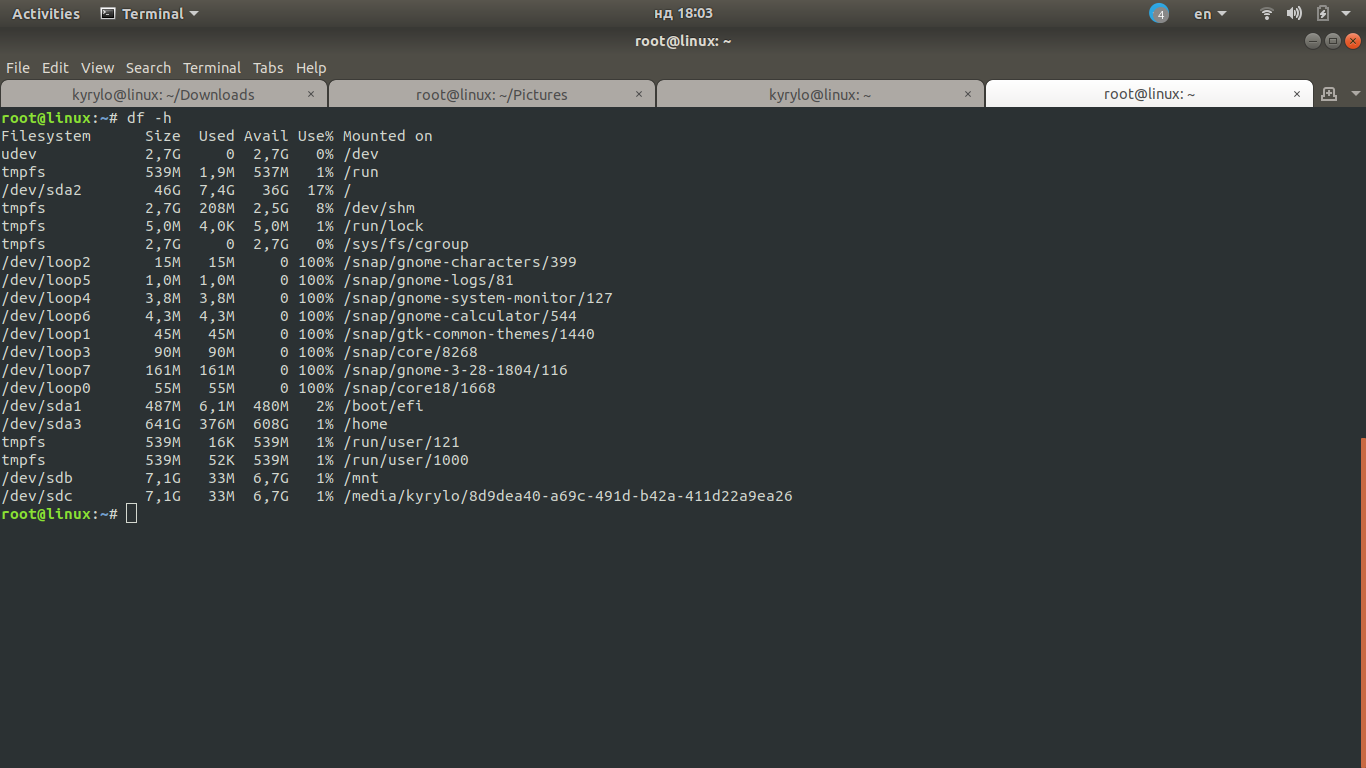 Activities Terminal нд 18:03 4 en
root@linux: ~
File Edit View Search Terminal Tabs Help
kyrylo@linux: ~/Downloads × root@linux: ~/Pictures × kyrylo@linux: ~ × root@linux: ~ ×
root@linux:~# df -h
Filesystem      Size  Used Avail Use% Mounted on
udev            2,7G     0  2,7G   0% /dev
tmpfs           539M  1,9M  537M   1% /run
/dev/sda2        46G  7,4G   36G  17% /
tmpfs           2,7G  208M  2,5G   8% /dev/shm
tmpfs           5,0M  4,0K  5,0M   1% /run/lock
tmpfs           2,7G     0  2,7G   0% /sys/fs/cgroup
/dev/loop2       15M   15M     0 100% /snap/gnome-characters/399
/dev/loop5      1,0M  1,0M     0 100% /snap/gnome-logs/81
/dev/loop4      3,8M  3,8M     0 100% /snap/gnome-system-monitor/127
/dev/loop6      4,3M  4,3M     0 100% /snap/gnome-calculator/544
/dev/loop1       45M   45M     0 100% /snap/gtk-common-themes/1440
/dev/loop3       90M   90M     0 100% /snap/core/8268
/dev/loop7      161M  161M     0 100% /snap/gnome-3-28-1804/116
/dev/loop0       55M   55M     0 100% /snap/core18/1668
/dev/sda1       487M  6,1M  480M   2% /boot/efi
/dev/sda3       641G  376M  608G   1% /home
tmpfs           539M   16K  539M   1% /run/user/121
tmpfs           539M   52K  539M   1% /run/user/1000
/dev/sdb        7,1G   33M  6,7G   1% /mnt
/dev/sdc        7,1G   33M  6,7G   1% /media/kyrylo/8d9dea40-a69c-491d-b42a-411d22a9ea26
root@linux:~#